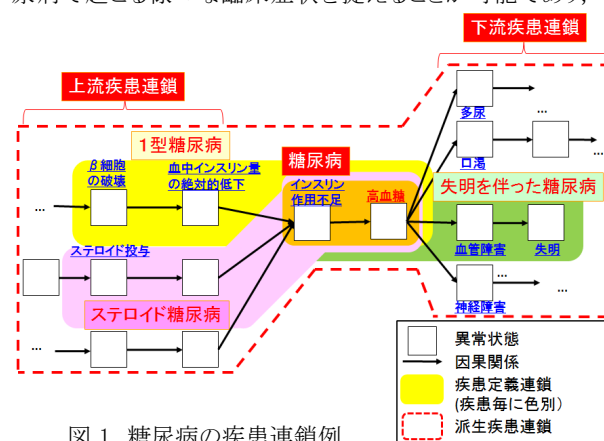 下流疾患連鎖
上流疾患連鎖
多尿
...
1型糖尿病
口渇
...
β細胞
の破壊
血中インスリン量
の絶対的低下
糖尿病
インスリン
作用不足
高血糖
失明を伴った糖尿病
...
ステロイド投与
血管障害
失明
...
...
ステロイド糖尿病
神経障害
...
異常状態
因果関係
疾患定義連鎖
(疾患毎に色別)
派生疾患連鎖
図1 糖尿病の疾患連鎖例